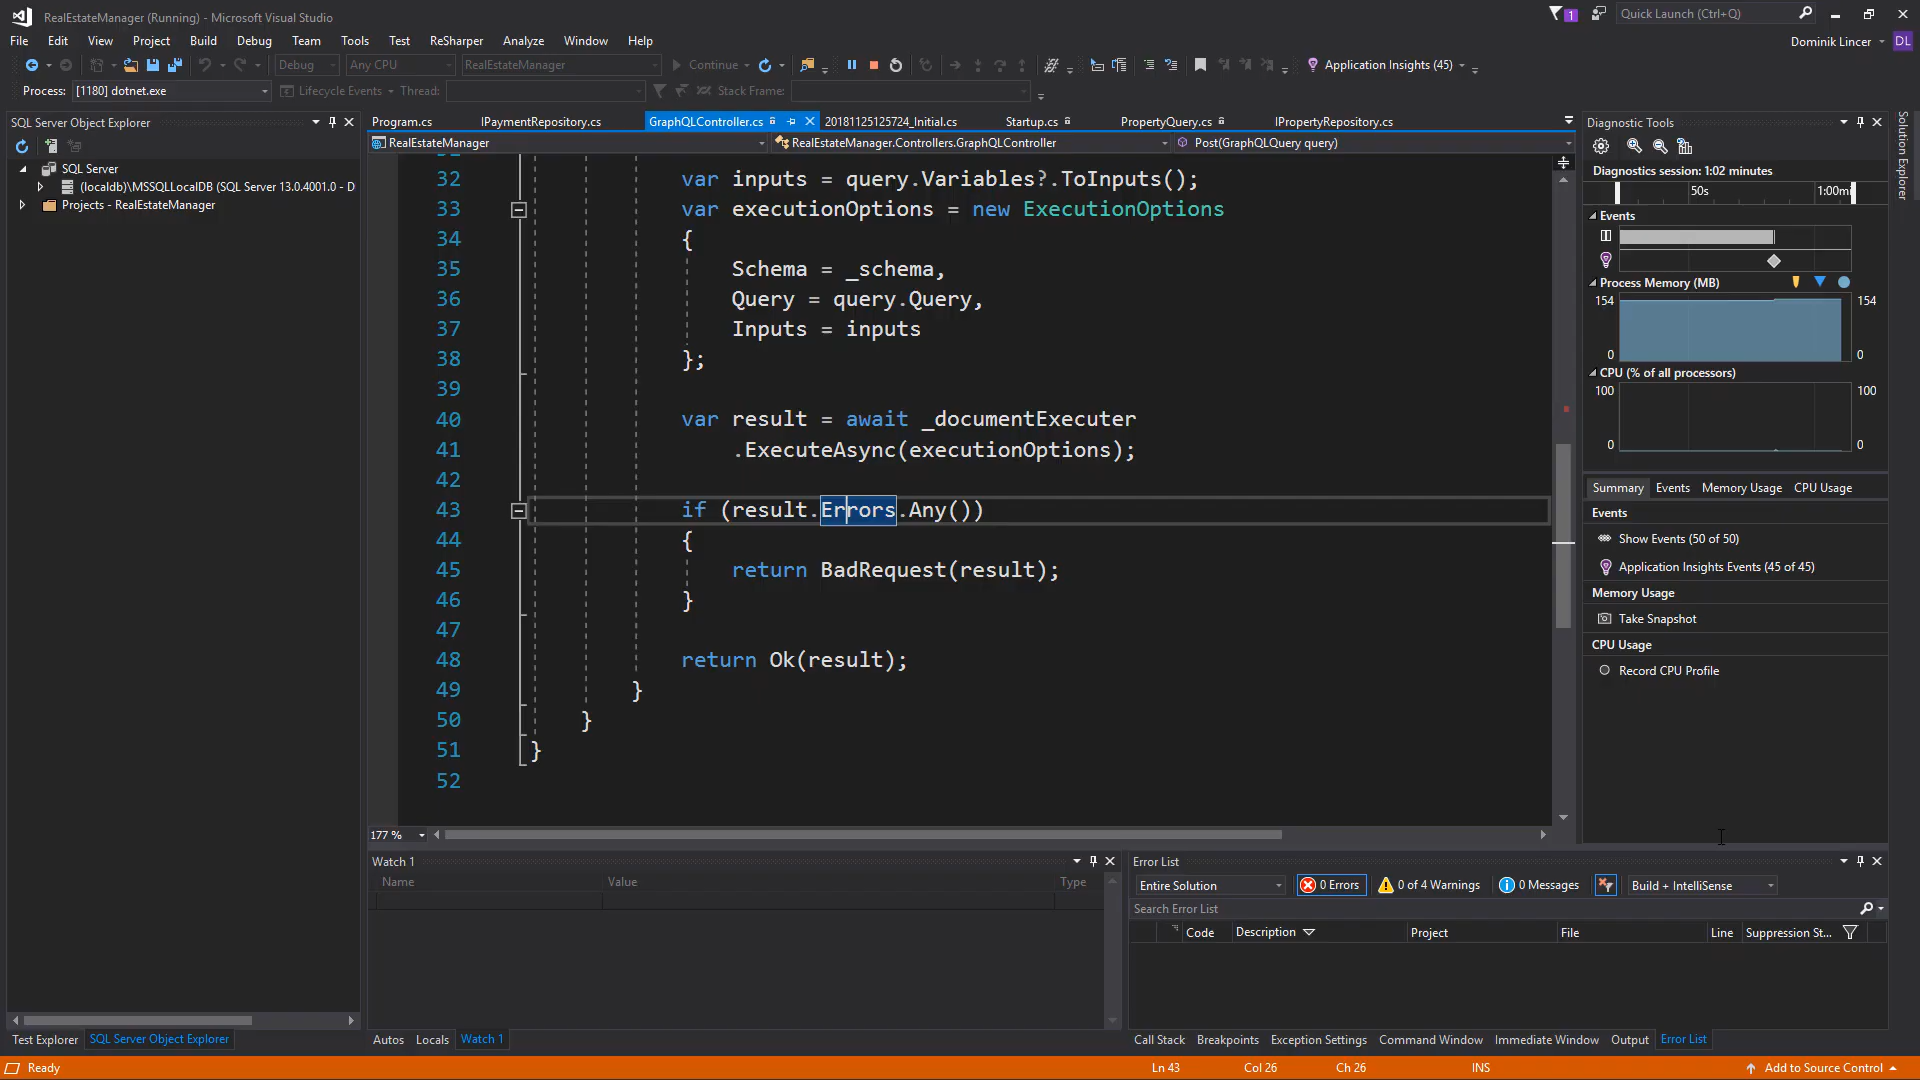 RealEstateManager (Running) - Microsoft Visual Studio
1
Quick Launch (Ctrl+Q)
File Edit View Project Build Debug Team Tools Test ReSharper Analyze Window Help
Dominik Lincer DL
Debug Any CPU RealEstateManager Continue Application Insights (45)
Process: [1180] dotnet.exe Lifecycle Events Thread: Stack Frame:
SQL Server Object Explorer
SQL Server
(localdb)\MSSQLLocalDB (SQL Server 13.0.4001.0 - D
Projects - RealEstateManager
Program.cs IPaymentRepository.cs GraphQLController.cs 20181125125724_Initial.cs Startup.cs PropertyQuery.cs IPropertyRepository.cs
RealEstateManager RealEstateManager.Controllers.GraphQLController Post(GraphQLQuery query)
32 var inputs = query.Variables?.ToInputs();
33 var executionOptions = new ExecutionOptions
34 {
35 Schema = _schema,
36 Query = query.Query,
37 Inputs = inputs
38 };
39
40 var result = await _documentExecuter
41 .ExecuteAsync(executionOptions);
42
43 if (result.Errors.Any())
44 {
45 return BadRequest(result);
46 }
47
48 return Ok(result);
49 }
50 }
51 }
52
177 %
Diagnostic Tools
Diagnostics session: 1:02 minutes
50s 1:00mi
Events
Process Memory (MB)
154 154
0 0
CPU (% of all processors)
100 100
0 0
Summary Events Memory Usage CPU Usage
Events
Show Events (50 of 50)
Application Insights Events (45 of 45)
Memory Usage
Take Snapshot
CPU Usage
Record CPU Profile
Solution Explorer
Watch 1
Name Value Type
Error List
Entire Solution 0 Errors 0 of 4 Warnings 0 Messages Build + IntelliSense
Search Error List
Code Description Project File Line Suppression St...
Test Explorer SQL Server Object Explorer
Autos Locals Watch 1
Call Stack Breakpoints Exception Settings Command Window Immediate Window Output Error List
Ready Ln 43 Col 26 Ch 26 INS Add to Source Control